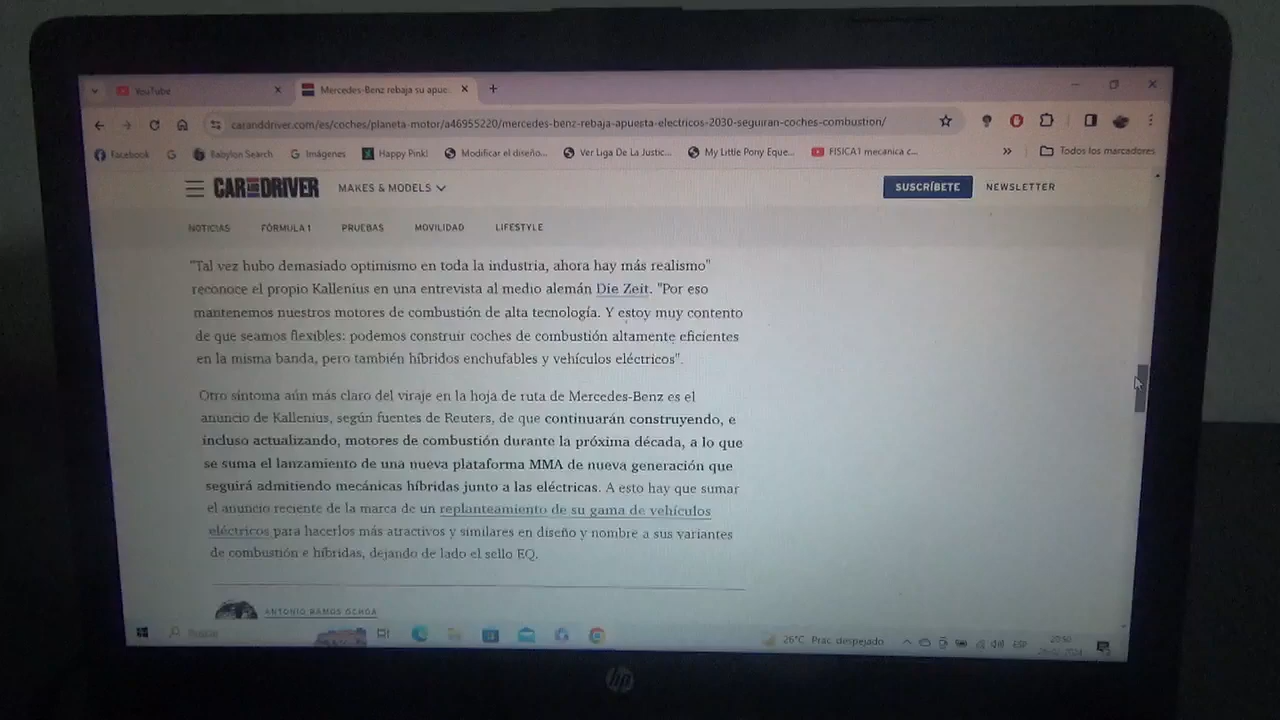 YouTube
Mercedes-Benz rebaja su apue
caranddriver.com/es/coches/planeta-motor/a46955220/mercedes-benz-rebaja-apuesta-electricos-2030-seguiran-coches-combustion/
Facebook
Babylon Search
Imágenes
Happy Pinki
Modificar el diseño...
Ver Liga De La Justic...
My Little Pony Eque...
FISICA1 mecanica c...
»
Todos los marcadores
CAR AND DRIVER
MAKES & MODELS
SUSCRÍBETE
NEWSLETTER
NOTICIAS
FÓRMULA 1
PRUEBAS
MOVILIDAD
LIFESTYLE
"Tal vez hubo demasiado optimismo en toda la industria, ahora hay más realismo"
reconoce el propio Kallenius en una entrevista al medio alemán Die Zeit. "Por eso
mantenemos nuestros motores de combustión de alta tecnología. Y estoy muy contento
de que seamos flexibles: podemos construir coches de combustión altamente eficientes
en la misma banda, pero también híbridos enchufables y vehículos eléctricos".
Otro síntoma aún más claro del viraje en la hoja de ruta de Mercedes-Benz es el
anuncio de Kallenius, según fuentes de Reuters, de que continuarán construyendo, e
incluso actualizando, motores de combustión durante la próxima década, a lo que
se suma el lanzamiento de una nueva plataforma MMA de nueva generación que
seguirá admitiendo mecánicas híbridas junto a las eléctricas. A esto hay que sumar
el anuncio reciente de la marca de un replanteamiento de su gama de vehículos
eléctricos para hacerlos más atractivos y similares en diseño y nombre a sus variantes
de combustión e híbridas, dejando de lado el sello EQ.
ANTONIO RAMOS OCHOA
Buscar
26°C Prac. despejado
ESP
20:50
hp